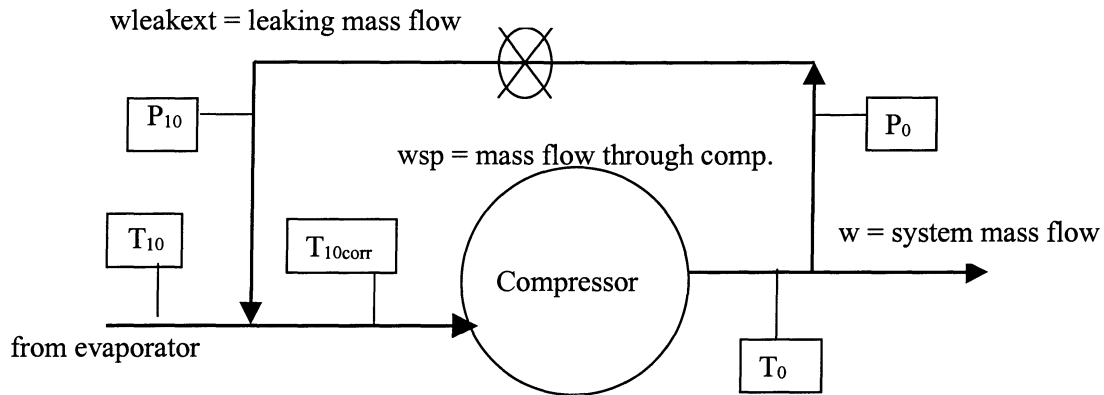 wleakext = leaking mass flow
P10
P0
wsp = mass flow through comp.
T10
T10corr
w = system mass flow
Compressor
from evaporator
T0